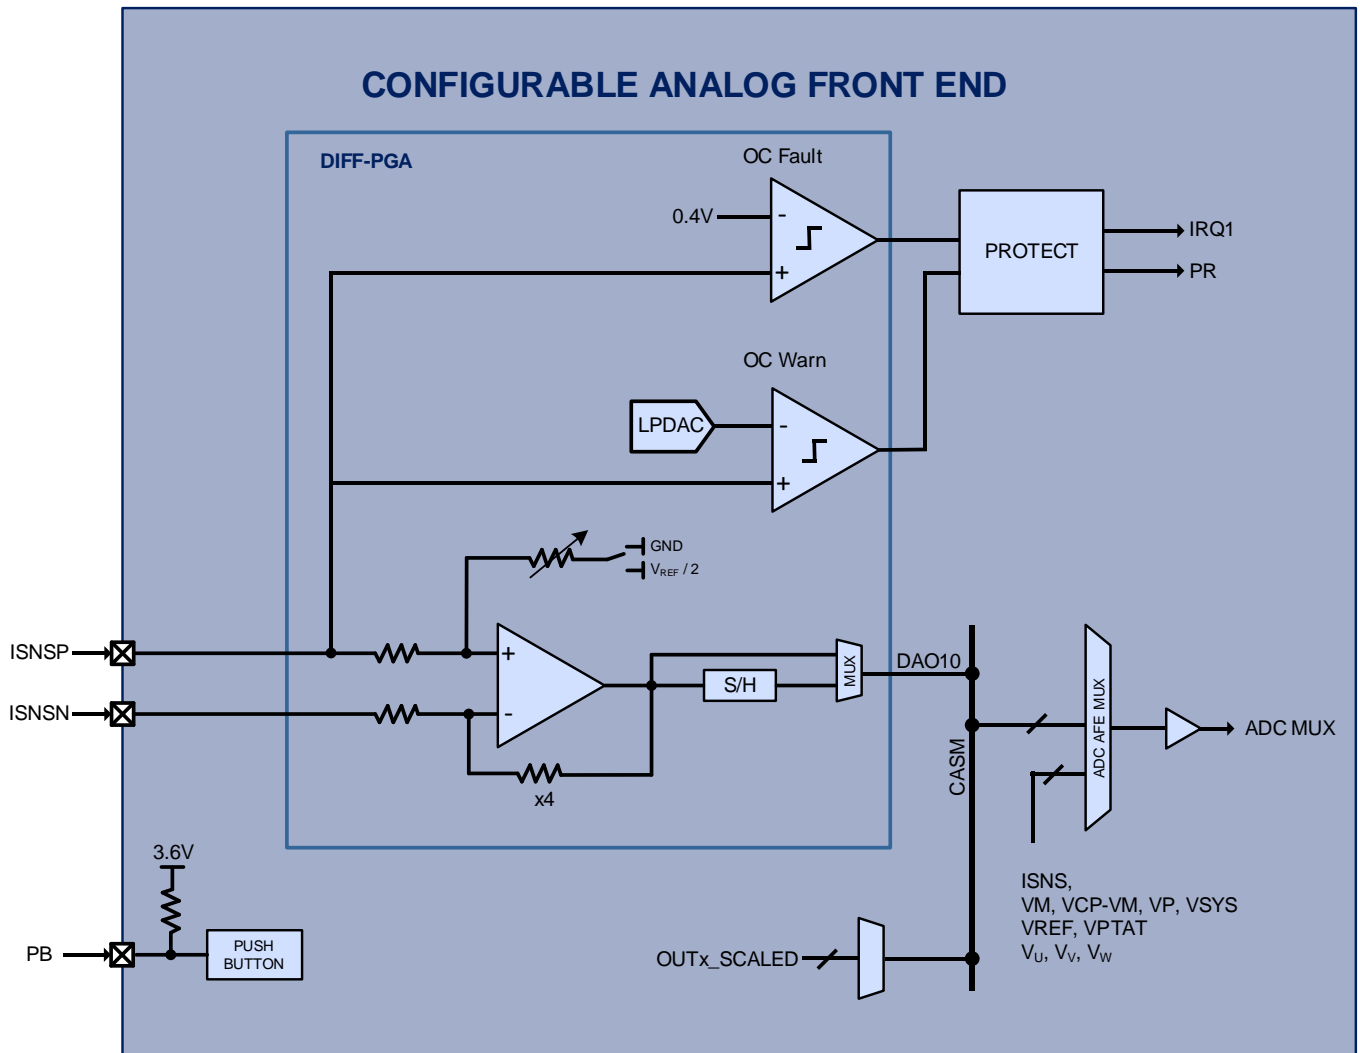 CONFIGURABLE ANALOG FRONT END
DIFF-PGA
OC Fault
0.4V
-
+
PROTECT
IRQ1
PR
OC Warn
LPDAC
-
+
GND
VREF / 2
ISNSP
+
S/H
MUX
DAO10
ISNSN
-
x4
CASM
ADC AFE MUX
ADC MUX
3.6V
PB
PUSH
BUTTON
OUTx_SCALED
ISNS,
VM, VCP-VM, VP, VSYS
VREF, VPTAT
VU, VV, VW